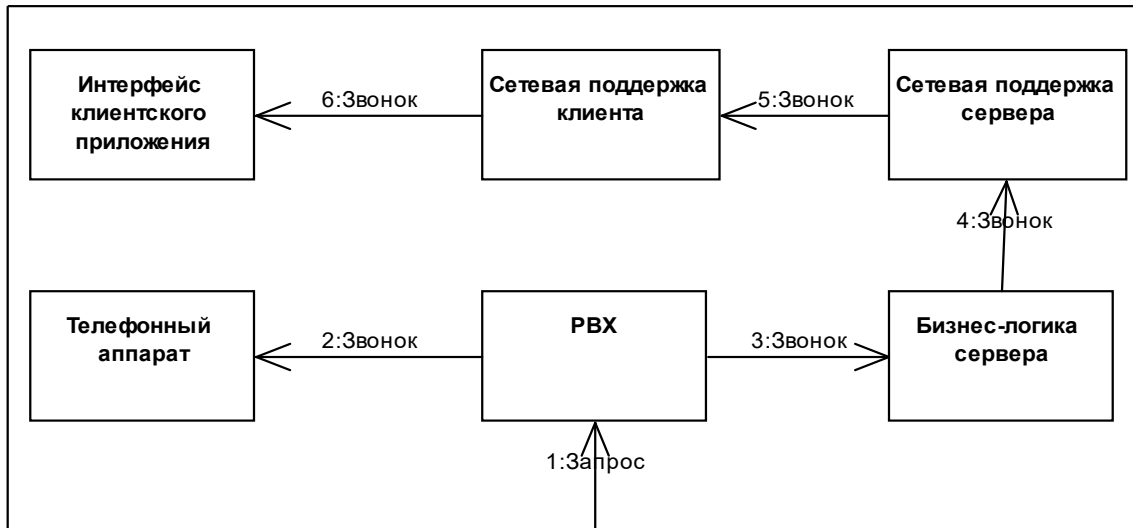 Интерфейс
клиентского
приложения
6:Звонок
Сетевая поддержка
клиента
5:Звонок
Сетевая поддержка
сервера
4:Звонок
Телефонный
аппарат
2:Звонок
PBX
3:Звонок
Бизнес-логика
сервера
1:Запрос